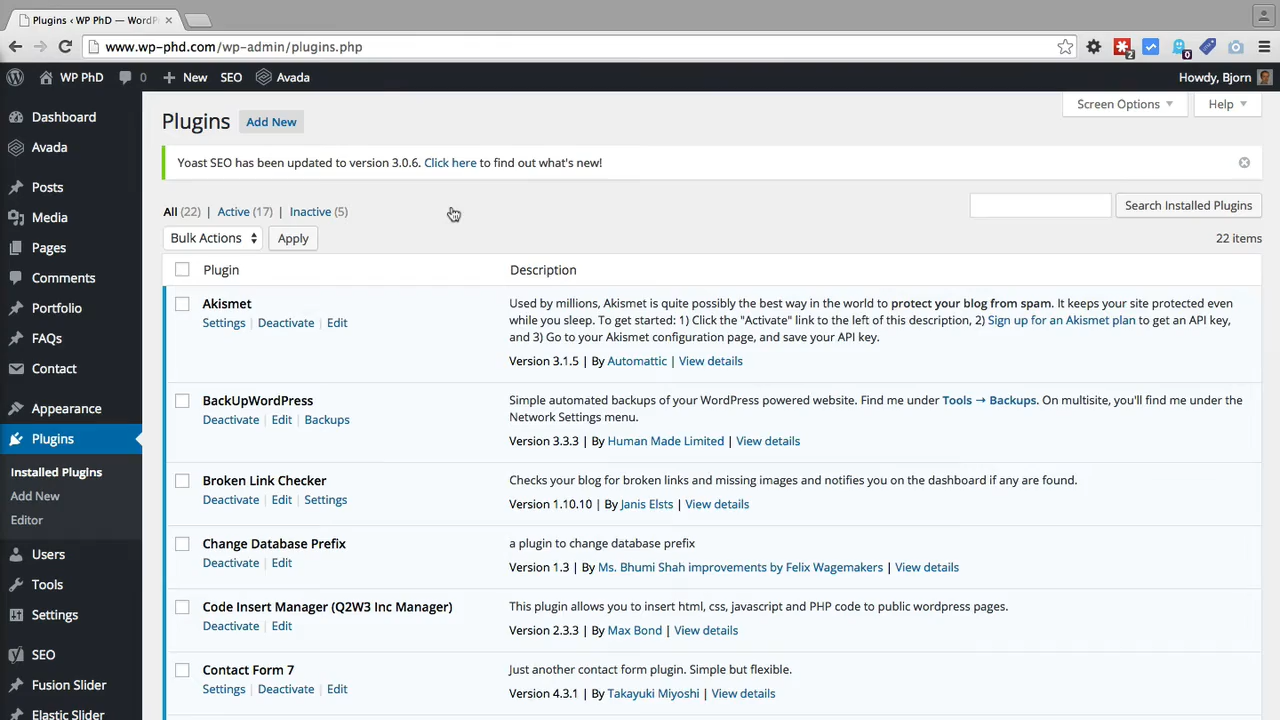 Plugins ‹ WP PhD — WordP
www.wp-phd.com/wp-admin/plugins.php
2
0
WP PhD 0 New SEO Avada Howdy, Bjorn
Screen Options Help
Plugins Add New
Yoast SEO has been updated to version 3.0.6. Click here to find out what's new!
All (22) | Active (17) | Inactive (5)
Search Installed Plugins
Bulk Actions Apply
22 items
Plugin Description
Akismet
Settings | Deactivate | Edit
Used by millions, Akismet is quite possibly the best way in the world to protect your blog from spam. It keeps your site protected even
while you sleep. To get started: 1) Click the "Activate" link to the left of this description, 2) Sign up for an Akismet plan to get an API key,
and 3) Go to your Akismet configuration page, and save your API key.
Version 3.1.5 | By Automattic | View details
BackUpWordPress
Deactivate | Edit | Backups
Simple automated backups of your WordPress powered website. Find me under Tools → Backups. On multisite, you'll find me under the
Network Settings menu.
Version 3.3.3 | By Human Made Limited | View details
Broken Link Checker
Deactivate | Edit | Settings
Checks your blog for broken links and missing images and notifies you on the dashboard if any are found.
Version 1.10.10 | By Janis Elsts | View details
Change Database Prefix
Deactivate | Edit
a plugin to change database prefix
Version 1.3 | By Ms. Bhumi Shah improvements by Felix Wagemakers | View details
Code Insert Manager (Q2W3 Inc Manager)
Deactivate | Edit
This plugin allows you to insert html, css, javascript and PHP code to public wordpress pages.
Version 2.3.3 | By Max Bond | View details
Contact Form 7
Settings | Deactivate | Edit
Just another contact form plugin. Simple but flexible.
Version 4.3.1 | By Takayuki Miyoshi | View details
Dashboard
Avada
Posts
Media
Pages
Comments
Portfolio
FAQs
Contact
Appearance
Plugins
Installed Plugins
Add New
Editor
Users
Tools
Settings
SEO
Fusion Slider
Elastic Slider